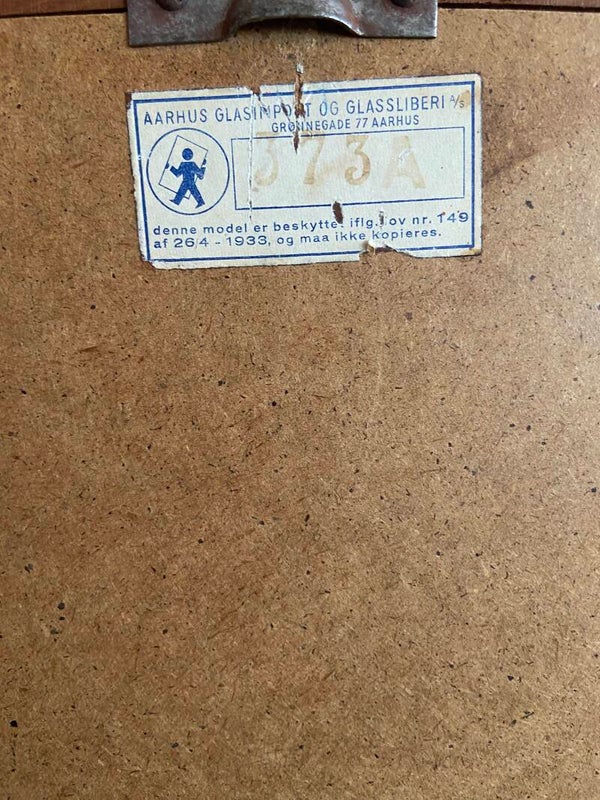 AARHUS GLASIMPORT OG GLASSLIBERI A/S
GRØNNEGADE 77 AARHUS
373A
denne model er beskyttet iflg. lov nr. 149
af 26/4 - 1933, og maa ikke kopieres.